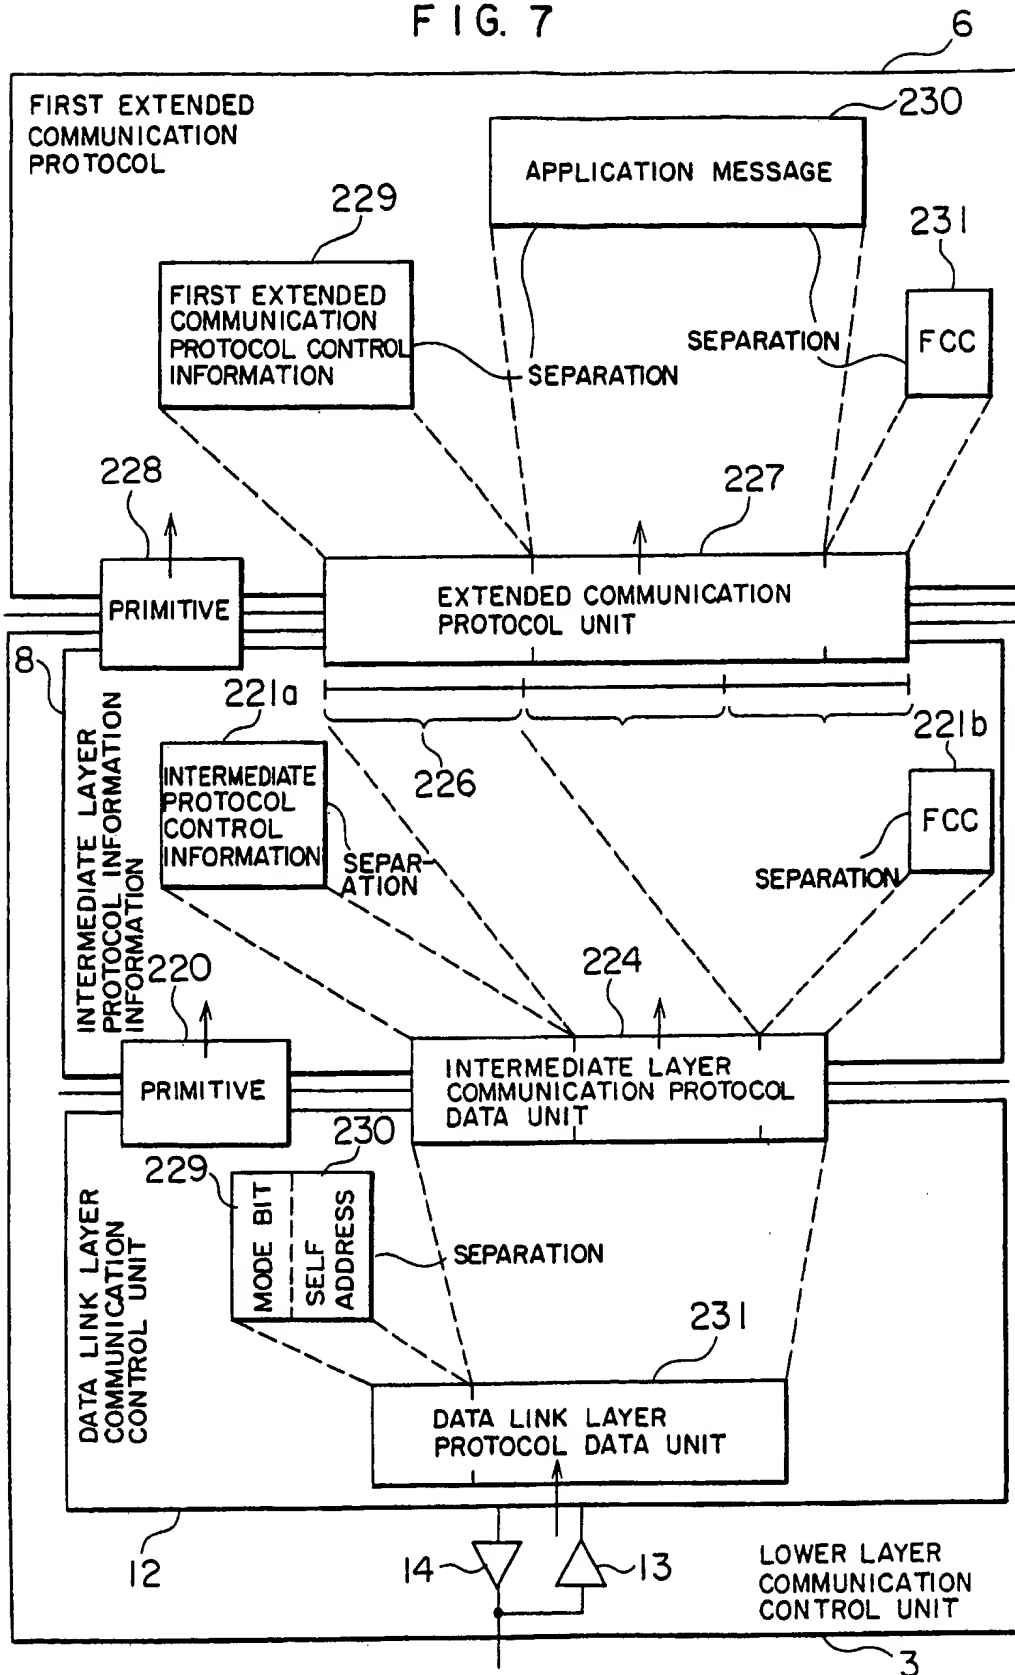 FIG. 7
6
FIRST EXTENDED
COMMUNICATION
PROTOCOL
230
APPLICATION MESSAGE
229
231
FIRST EXTENDED
COMMUNICATION
PROTOCOL CONTROL
INFORMATION
SEPARATION
SEPARATION
FCC
228
227
PRIMITIVE
EXTENDED COMMUNICATION
PROTOCOL UNIT
8
INTERMEDIATE LAYER
PROTOCOL INFORMATION
INFORMATION
221a
226
221b
INTERMEDIATE
PROTOCOL
CONTROL
INFORMATION
SEPAR-
ATION
FCC
SEPARATION
220
224
PRIMITIVE
INTERMEDIATE LAYER
COMMUNICATION PROTOCOL
DATA UNIT
DATA LINK LAYER
COMMUNICATION
CONTROL UNIT
229
230
MODE BIT
SELF
ADDRESS
SEPARATION
231
DATA LINK LAYER
PROTOCOL DATA UNIT
12
14
13
LOWER LAYER
COMMUNICATION
CONTROL UNIT
3